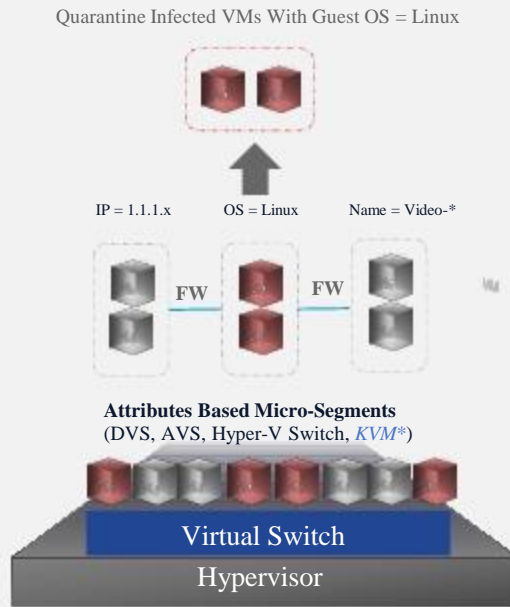 Quarantine Infected VMs With Guest OS = Linux
IP = 1.1.1.x
OS = Linux
Name = Video-*
FW
FW
Attributes Based Micro-Segments
(DVS, AVS, Hyper-V Switch, KVM*)
Virtual Switch
Hypervisor